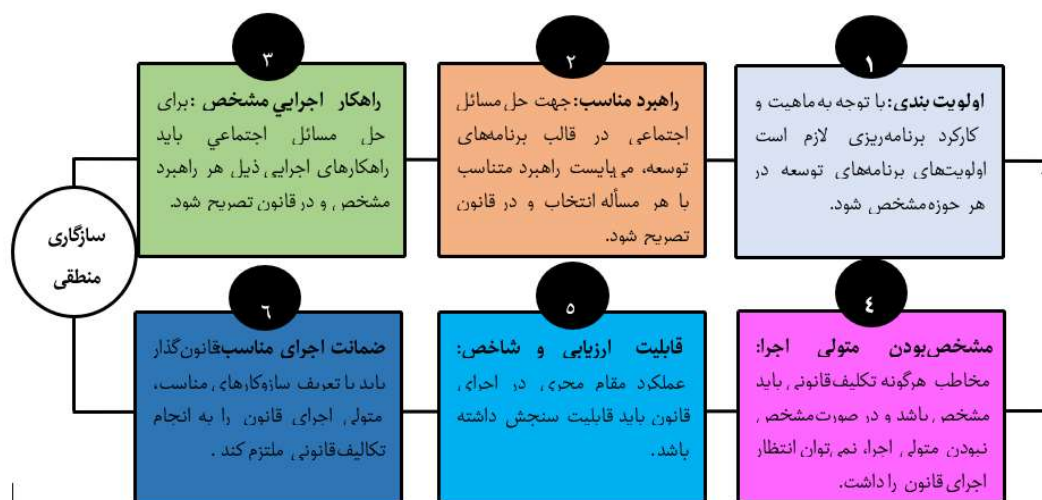 ۱
اولویت‌بندی: با توجه به ماهیت و
کارکرد برنامه‌ریزی لازم است
اولویت‌های برنامه‌های توسعه در
هر حوزه مشخص شود.
۲
راهبرد مناسب: جهت حل مسائل
اجتماعی در قالب برنامه‌های
توسعه، می‌بایست راهبرد متناسب
با هر مسأله انتخاب و در قانون
تصریح شود.
۳
راهکار اجرایي مشخص: برای
حل مسائل اجتماعي باید
راهکارهای اجرایی ذیل هر راهبرد
مشخص و در قانون تصریح شود.
سازگاری
منطقی
٤
مشخص‌بودن متولی اجرا:
مخاطب هرگونه تکلیف قانونی باید
مشخص باشد و در صورت مشخص
نبودن متولی اجرا، نمی‌توان انتظار
اجرای قانون را داشت.
٥
قابلیت ارزیابی و شاخص:
عملکرد مقام مجری در اجرای
قانون باید قابلیت سنجش داشته
باشد.
٦
ضمانت اجرای مناسب: قانون‌گذار
باید با تعریف سازوکارهای مناسب،
متولی اجرای قانون را به انجام
تکالیف قانونی ملتزم کند.